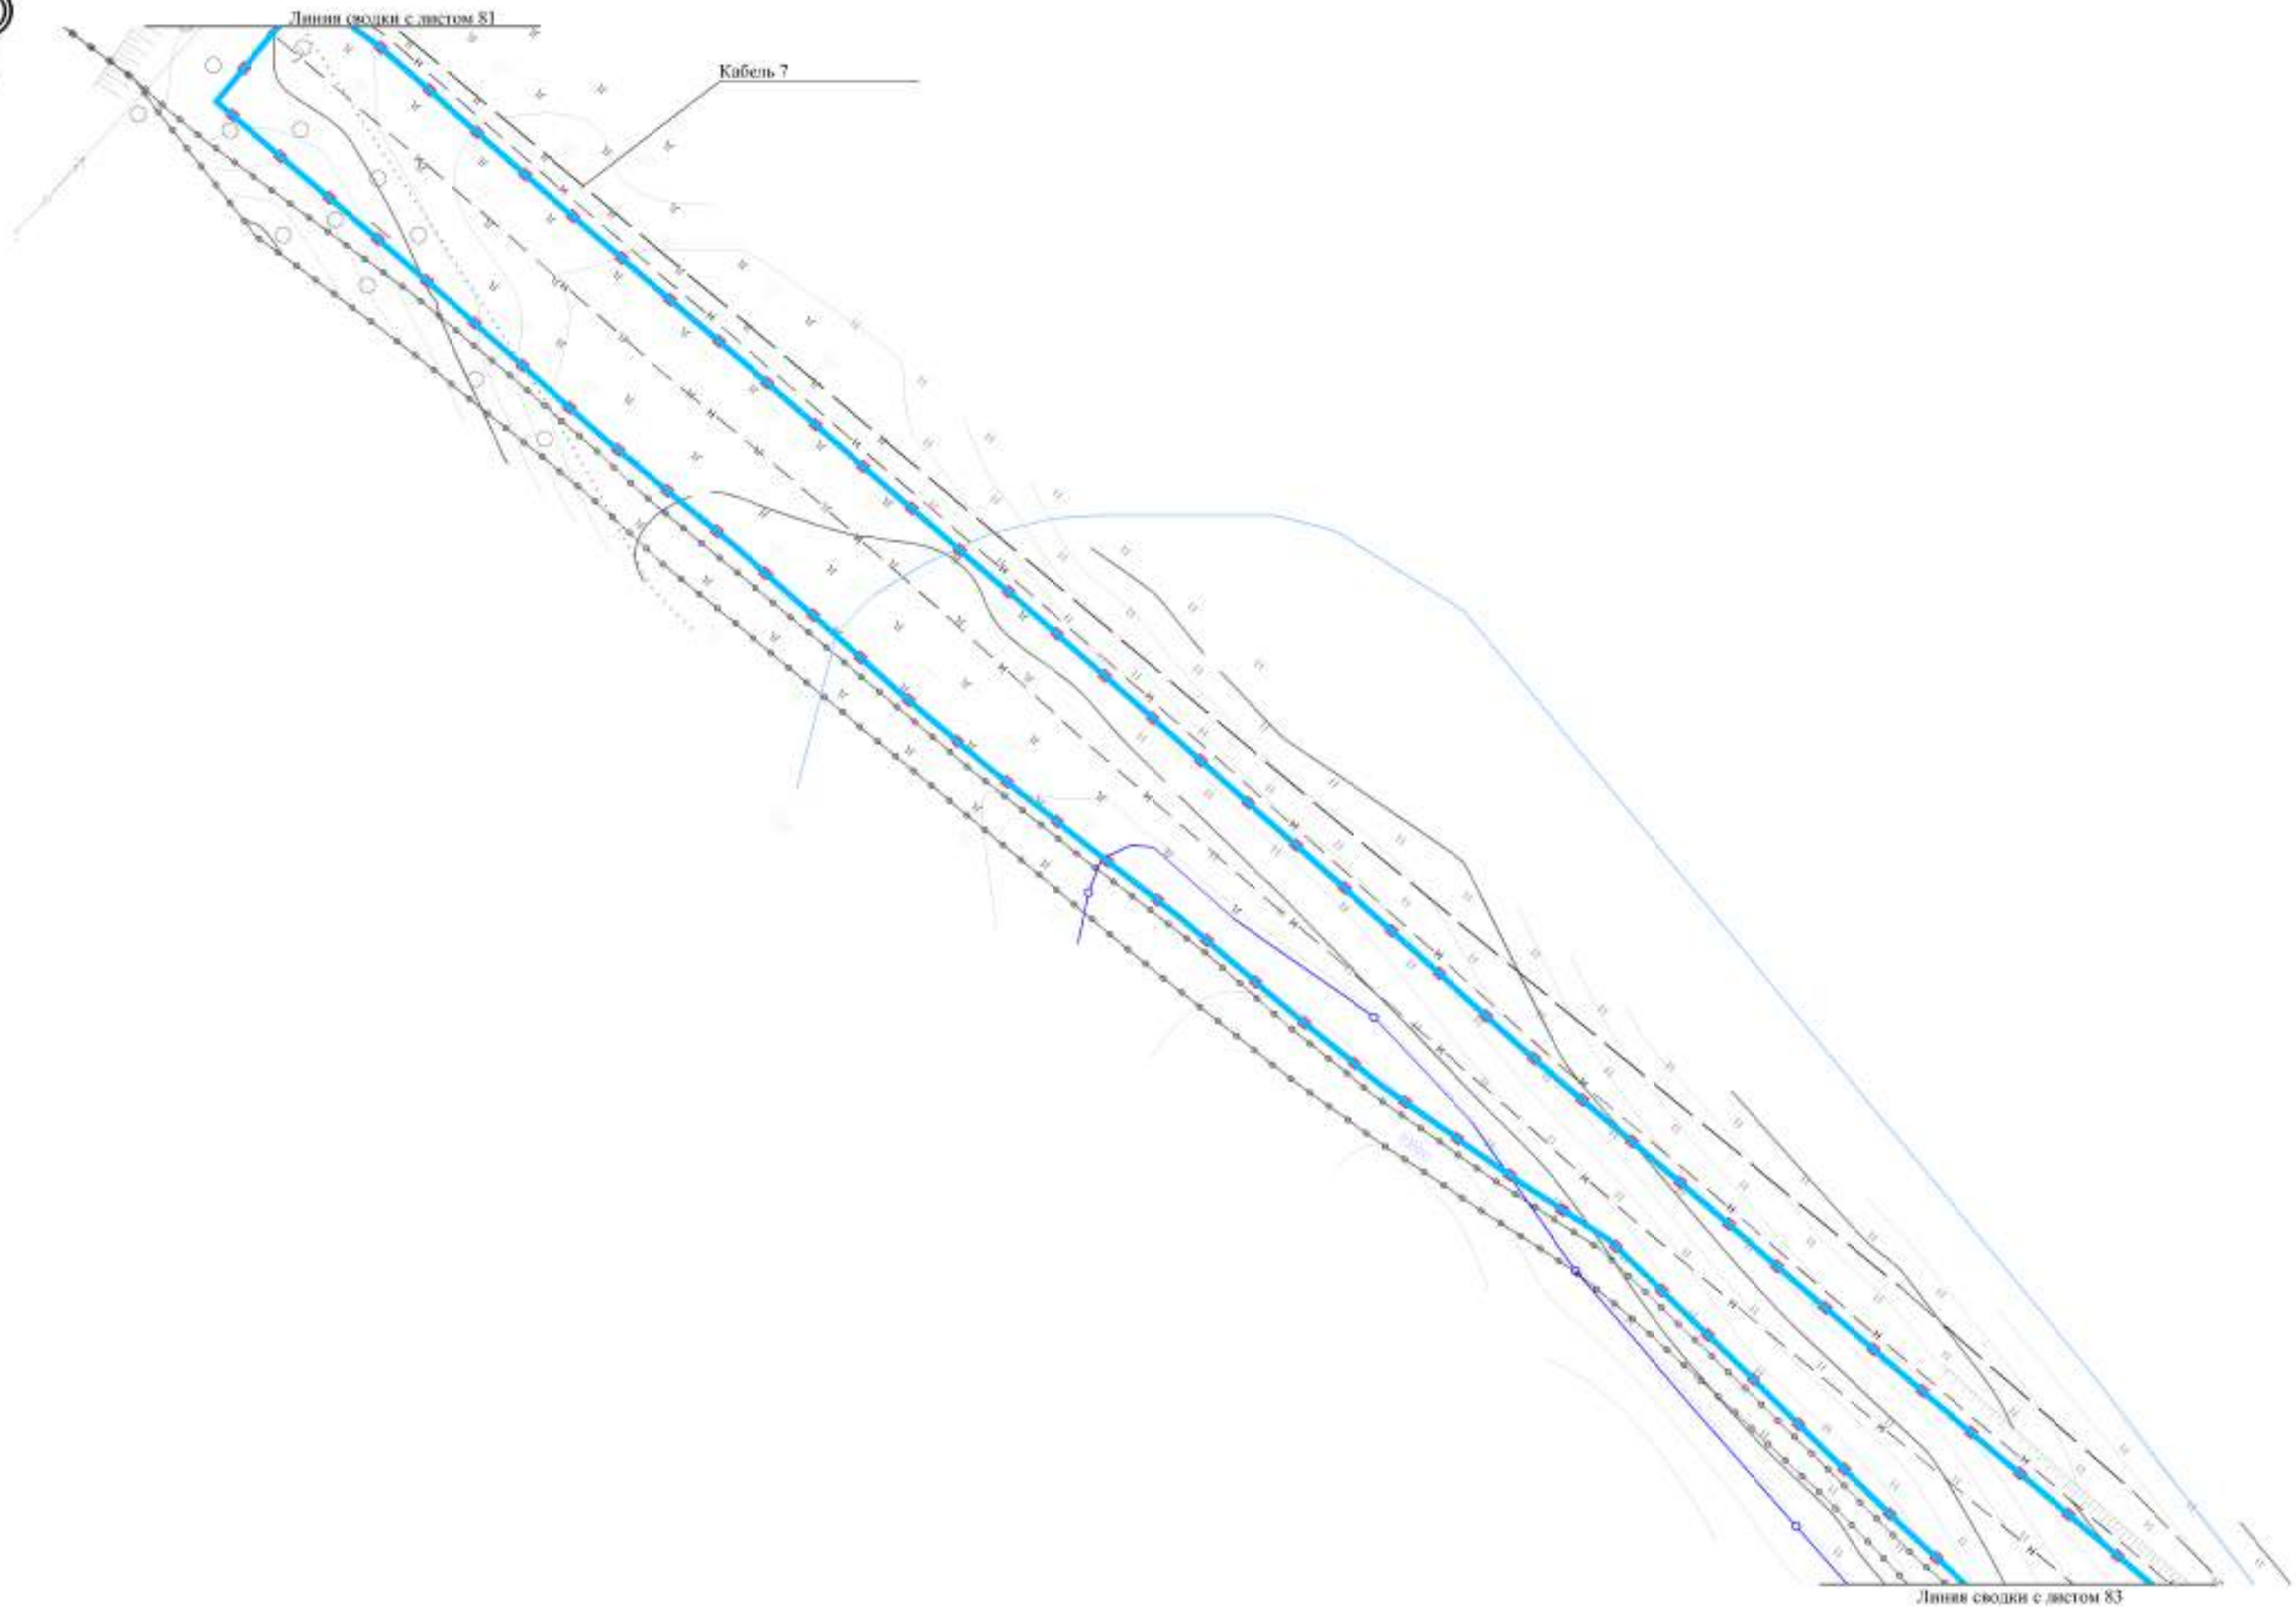 Линия сводки с листом 81
Кабель 7
Линия сводки с листом 83